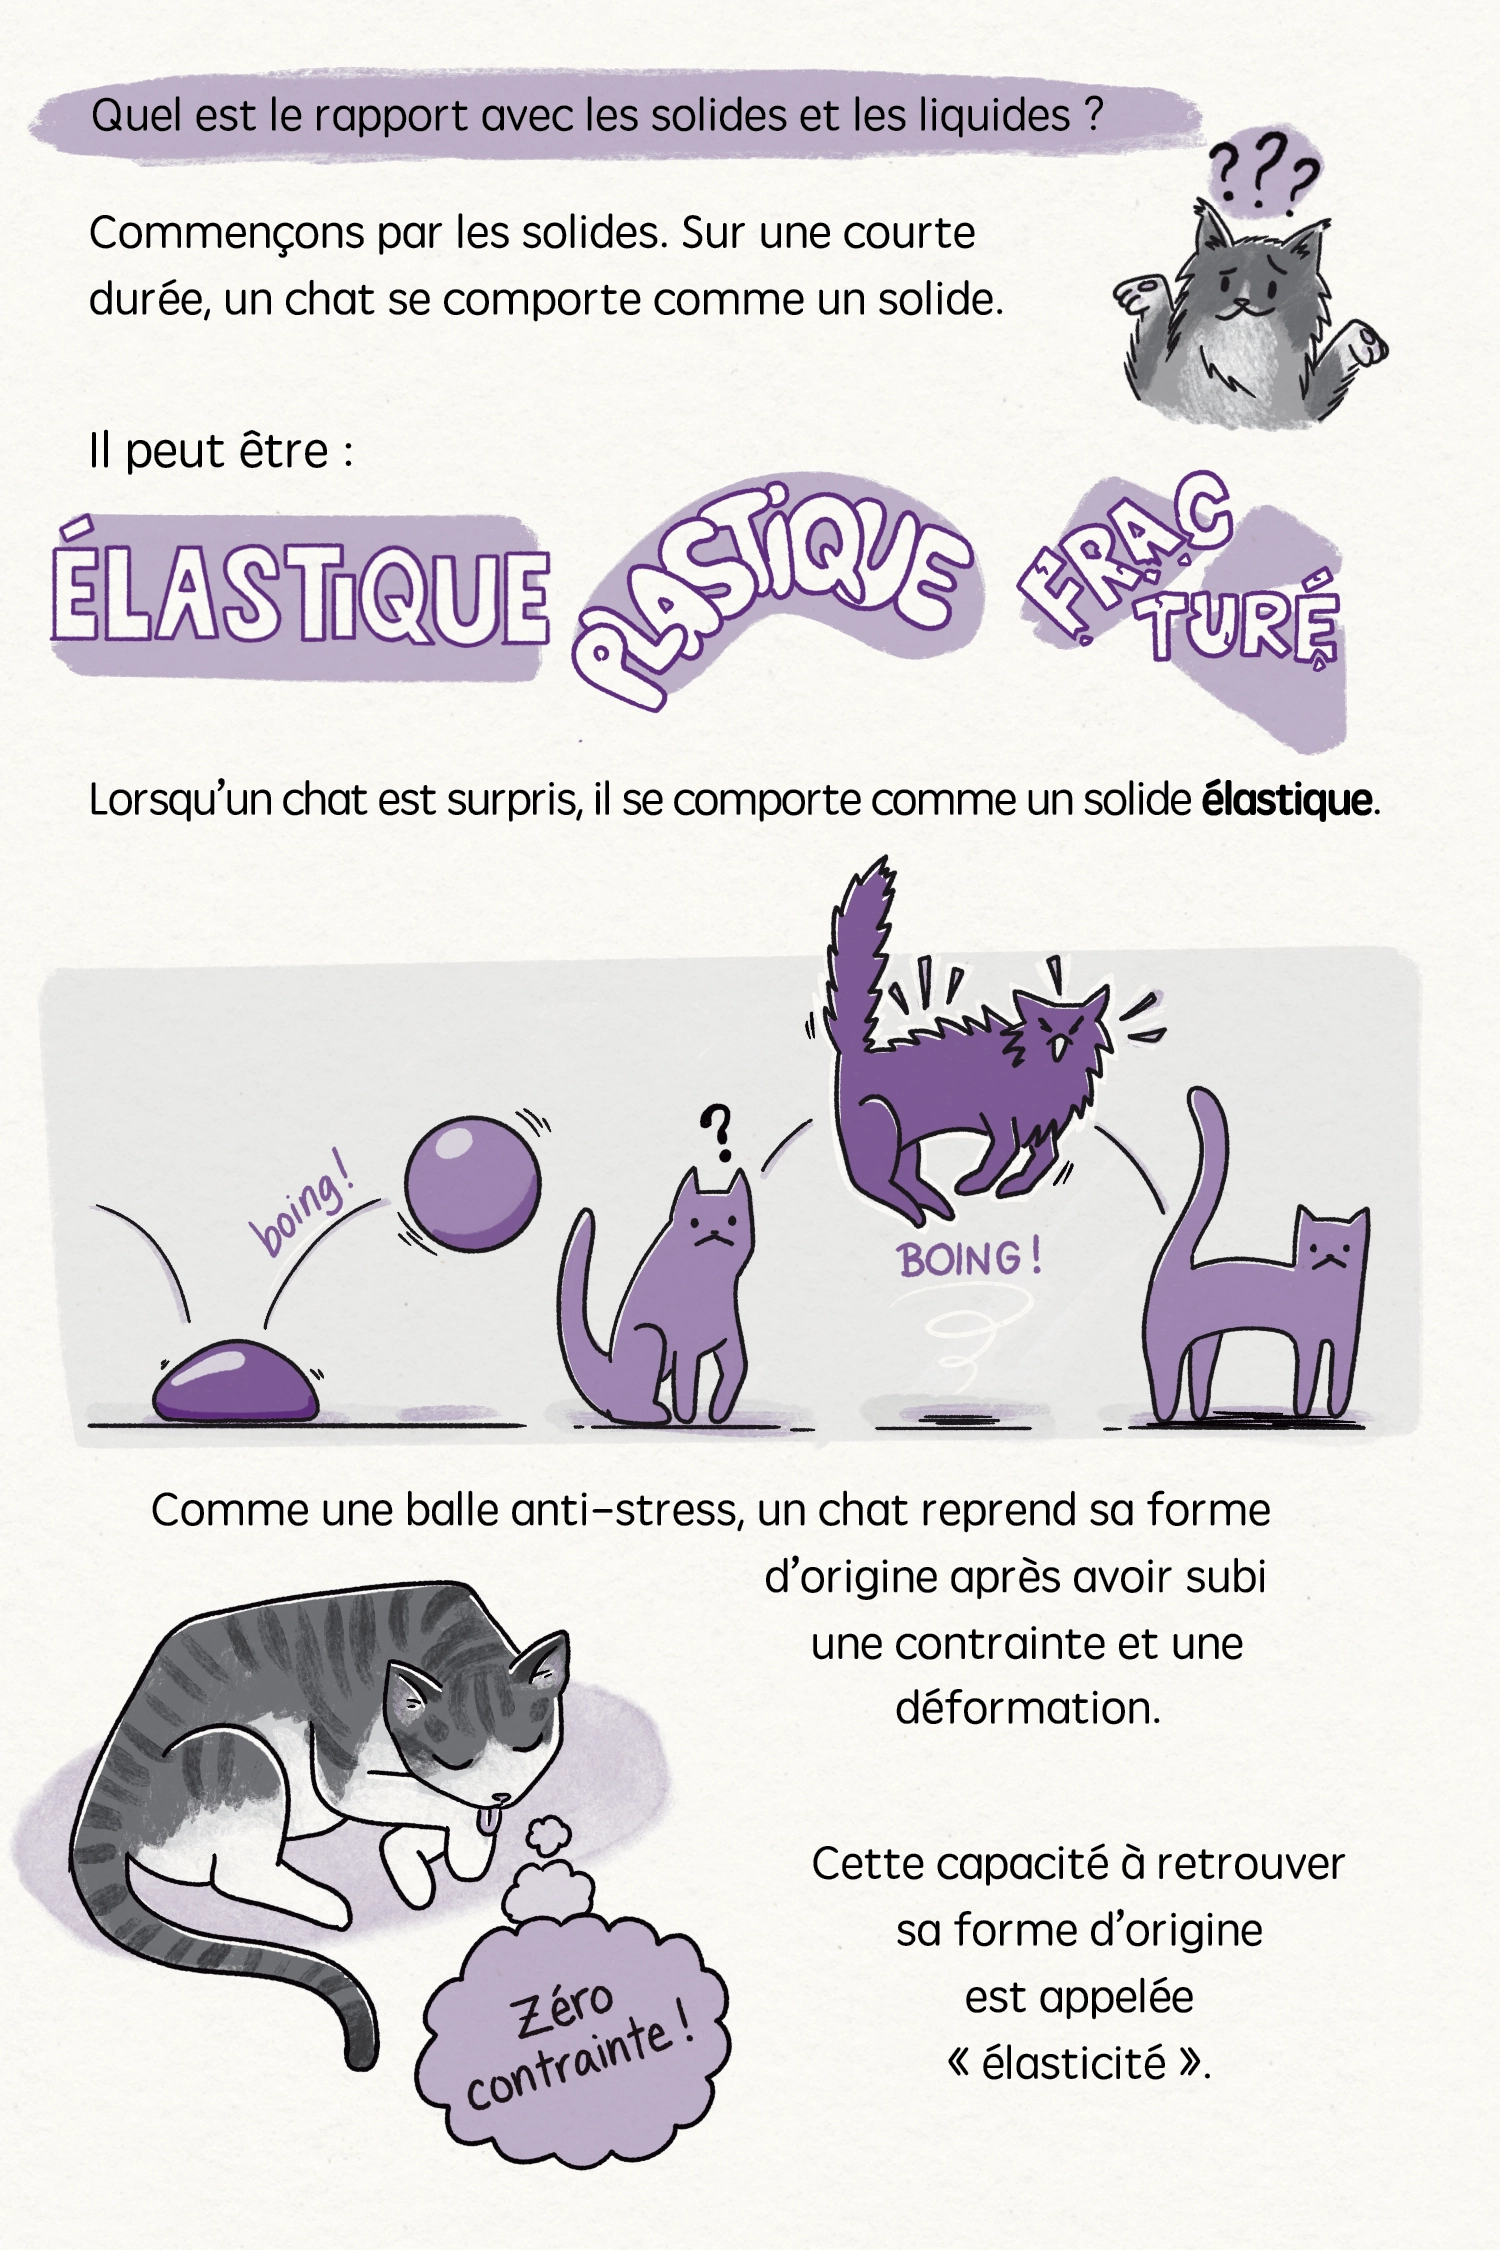 Quel est le rapport avec les solides et les liquides ?
???
Commençons par les solides. Sur une courte
durée, un chat se comporte comme un solide.
Il peut être :
ÉLASTIQUE
PLASTIQUE
FRAC
TURÉ
Lorsqu’un chat est surpris, il se comporte comme un solide élastique.
boing!
?
BOING!
Comme une balle anti-stress, un chat reprend sa forme
d’origine après avoir subi
une contrainte et une
déformation.
Cette capacité à retrouver
sa forme d’origine
est appelée
« élasticité ».
Zéro
contrainte !